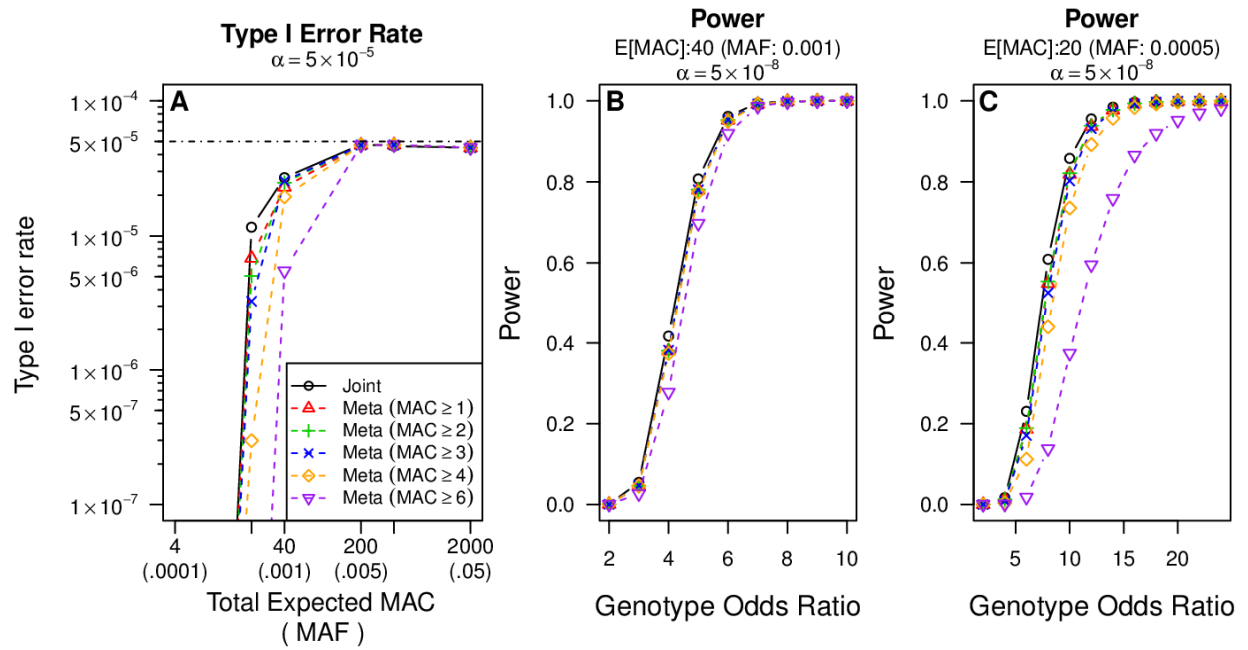 Type I Error Rate
α = 5 × 10⁻⁵
A
1 × 10⁻⁴
5 × 10⁻⁵
1 × 10⁻⁵
5 × 10⁻⁶
1 × 10⁻⁶
5 × 10⁻⁷
1 × 10⁻⁷
Type I error rate
Joint
Meta (MAC ≥ 1)
Meta (MAC ≥ 2)
Meta (MAC ≥ 3)
Meta (MAC ≥ 4)
Meta (MAC ≥ 6)
4 40 200 2000
(.0001) (.001) (.005) (.05)
Total Expected MAC
( MAF )
Power
E[MAC]:40 (MAF: 0.001)
α = 5 × 10⁻⁸
B
1.0
0.8
0.6
0.4
0.2
0.0
Power
2 4 6 8 10
Genotype Odds Ratio
Power
E[MAC]:20 (MAF: 0.0005)
α = 5 × 10⁻⁸
C
1.0
0.8
0.6
0.4
0.2
0.0
Power
5 10 15 20
Genotype Odds Ratio